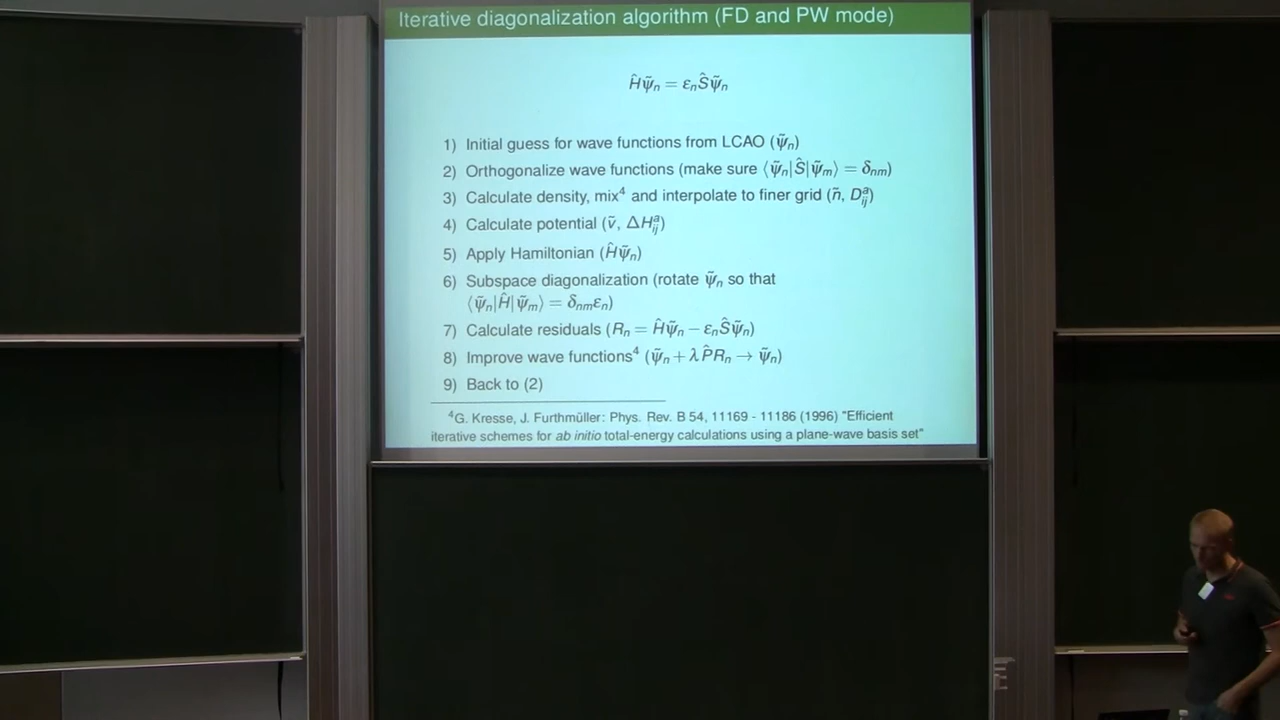 Iterative diagonalization algorithm (FD and PW mode)
Ĥψ̃ₙ = εₙŜψ̃ₙ
1) Initial guess for wave functions from LCAO (ψ̃ₙ)
2) Orthogonalize wave functions (make sure ⟨ψ̃ₙ|Ŝ|ψ̃ₘ⟩ = δₙₘ)
3) Calculate density, mix⁴ and interpolate to finer grid (ñ, Dᵃᵢⱼ)
4) Calculate potential (ṽ, ΔHᵃᵢⱼ)
5) Apply Hamiltonian (Ĥψ̃ₙ)
6) Subspace diagonalization (rotate ψ̃ₙ so that
⟨ψ̃ₙ|Ĥ|ψ̃ₘ⟩ = δₙₘεₙ)
7) Calculate residuals (Rₙ = Ĥψ̃ₙ − εₙŜψ̃ₙ)
8) Improve wave functions⁴ (ψ̃ₙ + λP̂Rₙ → ψ̃ₙ)
9) Back to (2)
⁴G. Kresse, J. Furthmüller: Phys. Rev. B 54, 11169 - 11186 (1996) "Efficient
iterative schemes for ab initio total-energy calculations using a plane-wave basis set"